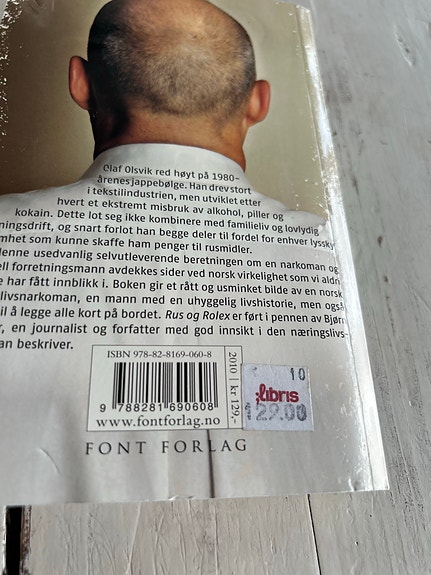 Olaf Olsvik red høyt på 1980-
årenes jappebølge. Han drev stort
i tekstilindustrien, men utviklet etter
hvert et ekstremt misbruk av alkohol, piller og
kokain. Dette lot seg ikke kombinere med familieliv og lovlydig
ningsdrift, og snart forlot han begge deler til fordel for enhver lyssky
mhet som kunne skaffe ham penger til rusmidler.
denne usedvanlig selvutleverende beretningen om en narkoman og
ell forretningsmann avdekkes sider ved norsk virkelighet som vi aldri
e har fått innblikk i. Boken gir et rått og usminket bilde av en norsk
livsnarkoman, en mann med en uhyggelig livshistorie, men også
il å legge alle kort på bordet. Rus og Rolex er ført i pennen av Bjørn
r, en journalist og forfatter med god innsikt i den næringslivs-
an beskriver.
ISBN 978-82-8169-060-8
9 788281 690608
www.fontforlag.no
2010 | kr 129,-
10
libris
29.00
FONT FORLAG